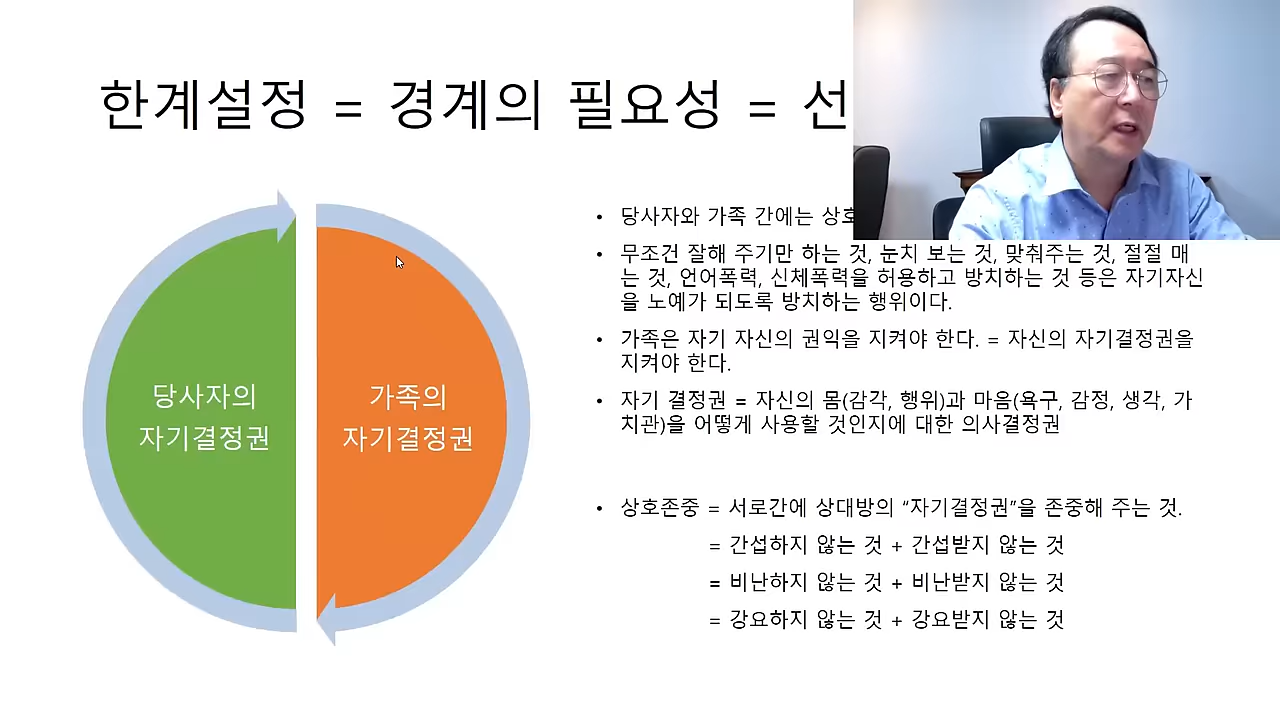 한계설정 = 경계의 필요성 = 선
당사자의
자기결정권
가족의
자기결정권
• 당사자와 가족 간에는 상호
• 무조건 잘해 주기만 하는 것, 눈치 보는 것, 맞춰주는 것, 절절 매
는 것, 언어폭력, 신체폭력을 허용하고 방치하는 것 등은 자기자신
을 노예가 되도록 방치하는 행위이다.
• 가족은 자기 자신의 권익을 지켜야 한다. = 자신의 자기결정권을
지켜야 한다.
• 자기 결정권 = 자신의 몸(감각, 행위)과 마음(욕구, 감정, 생각, 가
치관)을 어떻게 사용할 것인지에 대한 의사결정권
• 상호존중 = 서로간에 상대방의 “자기결정권”을 존중해 주는 것.
= 간섭하지 않는 것 + 간섭받지 않는 것
= 비난하지 않는 것 + 비난받지 않는 것
= 강요하지 않는 것 + 강요받지 않는 것